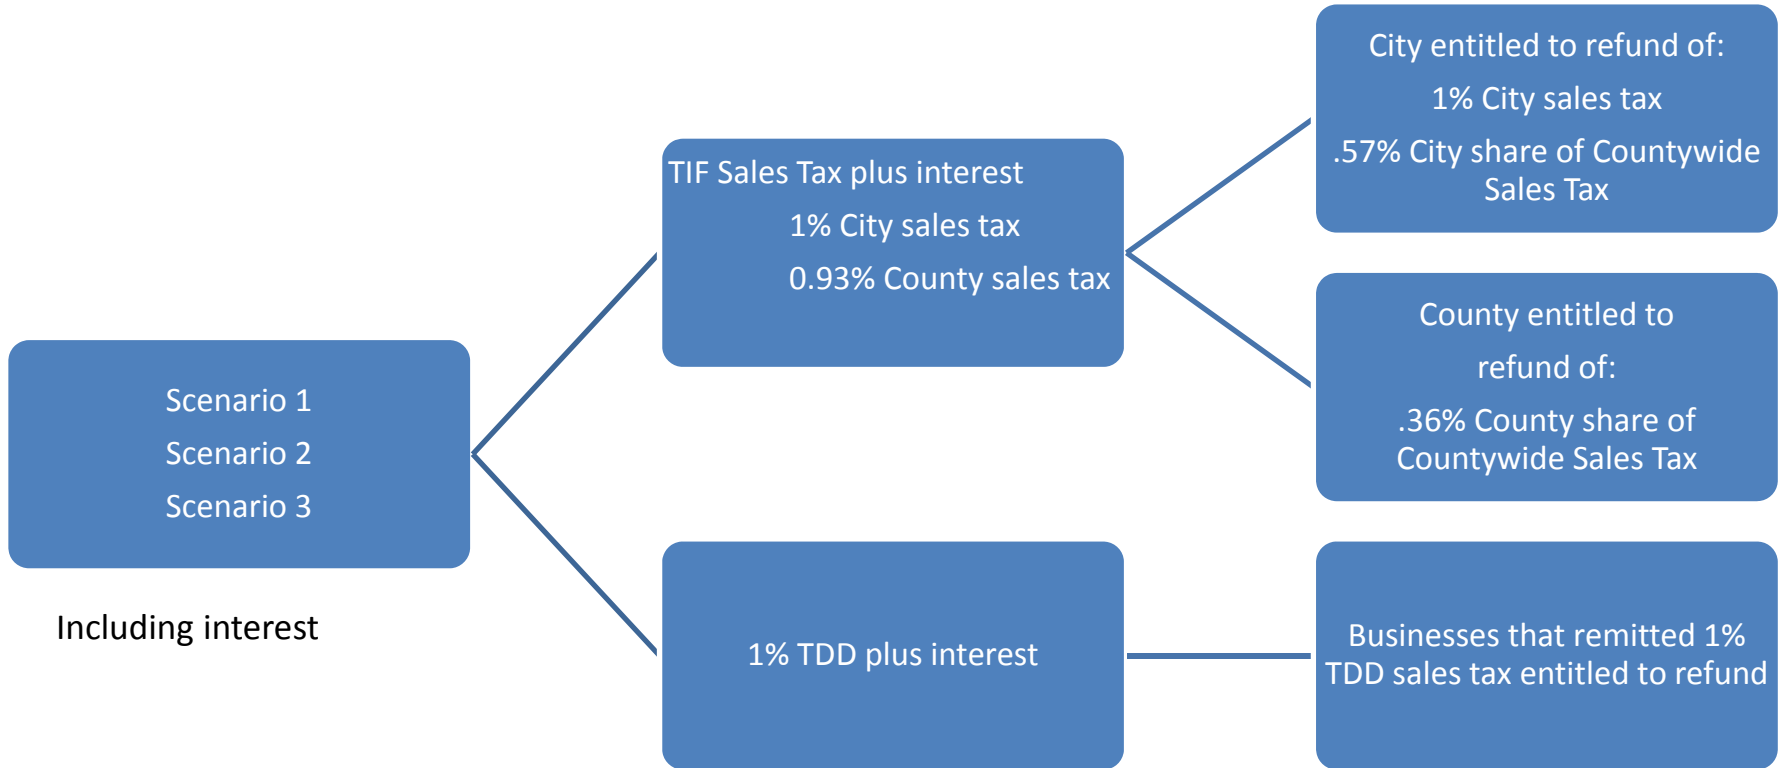 Scenario 1
Scenario 2
Scenario 3
Including interest
TIF Sales Tax plus interest
1% City sales tax
0.93% County sales tax
1% TDD plus interest
City entitled to refund of:
1% City sales tax
.57% City share of Countywide
Sales Tax
County entitled to
refund of:
.36% County share of
Countywide Sales Tax
Businesses that remitted 1%
TDD sales tax entitled to refund